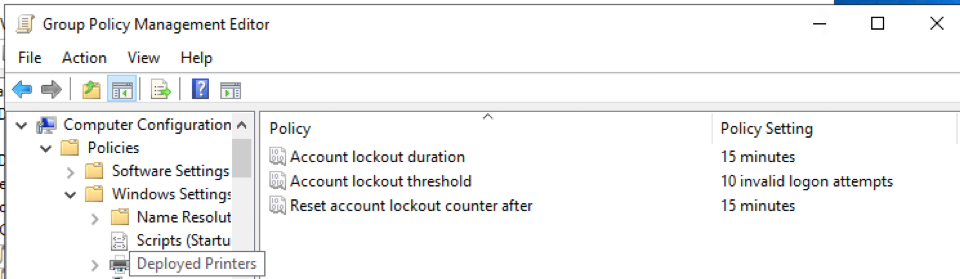 Group Policy Management Editor
File Action View Help
Computer Configuration
Policy Policy Setting
Policies
Account lockout duration 15 minutes
Software Settings
Account lockout threshold 10 invalid logon attempts
Windows Settings
Reset account lockout counter after 15 minutes
Name Resolut
Scripts (Startu
Deployed Printers